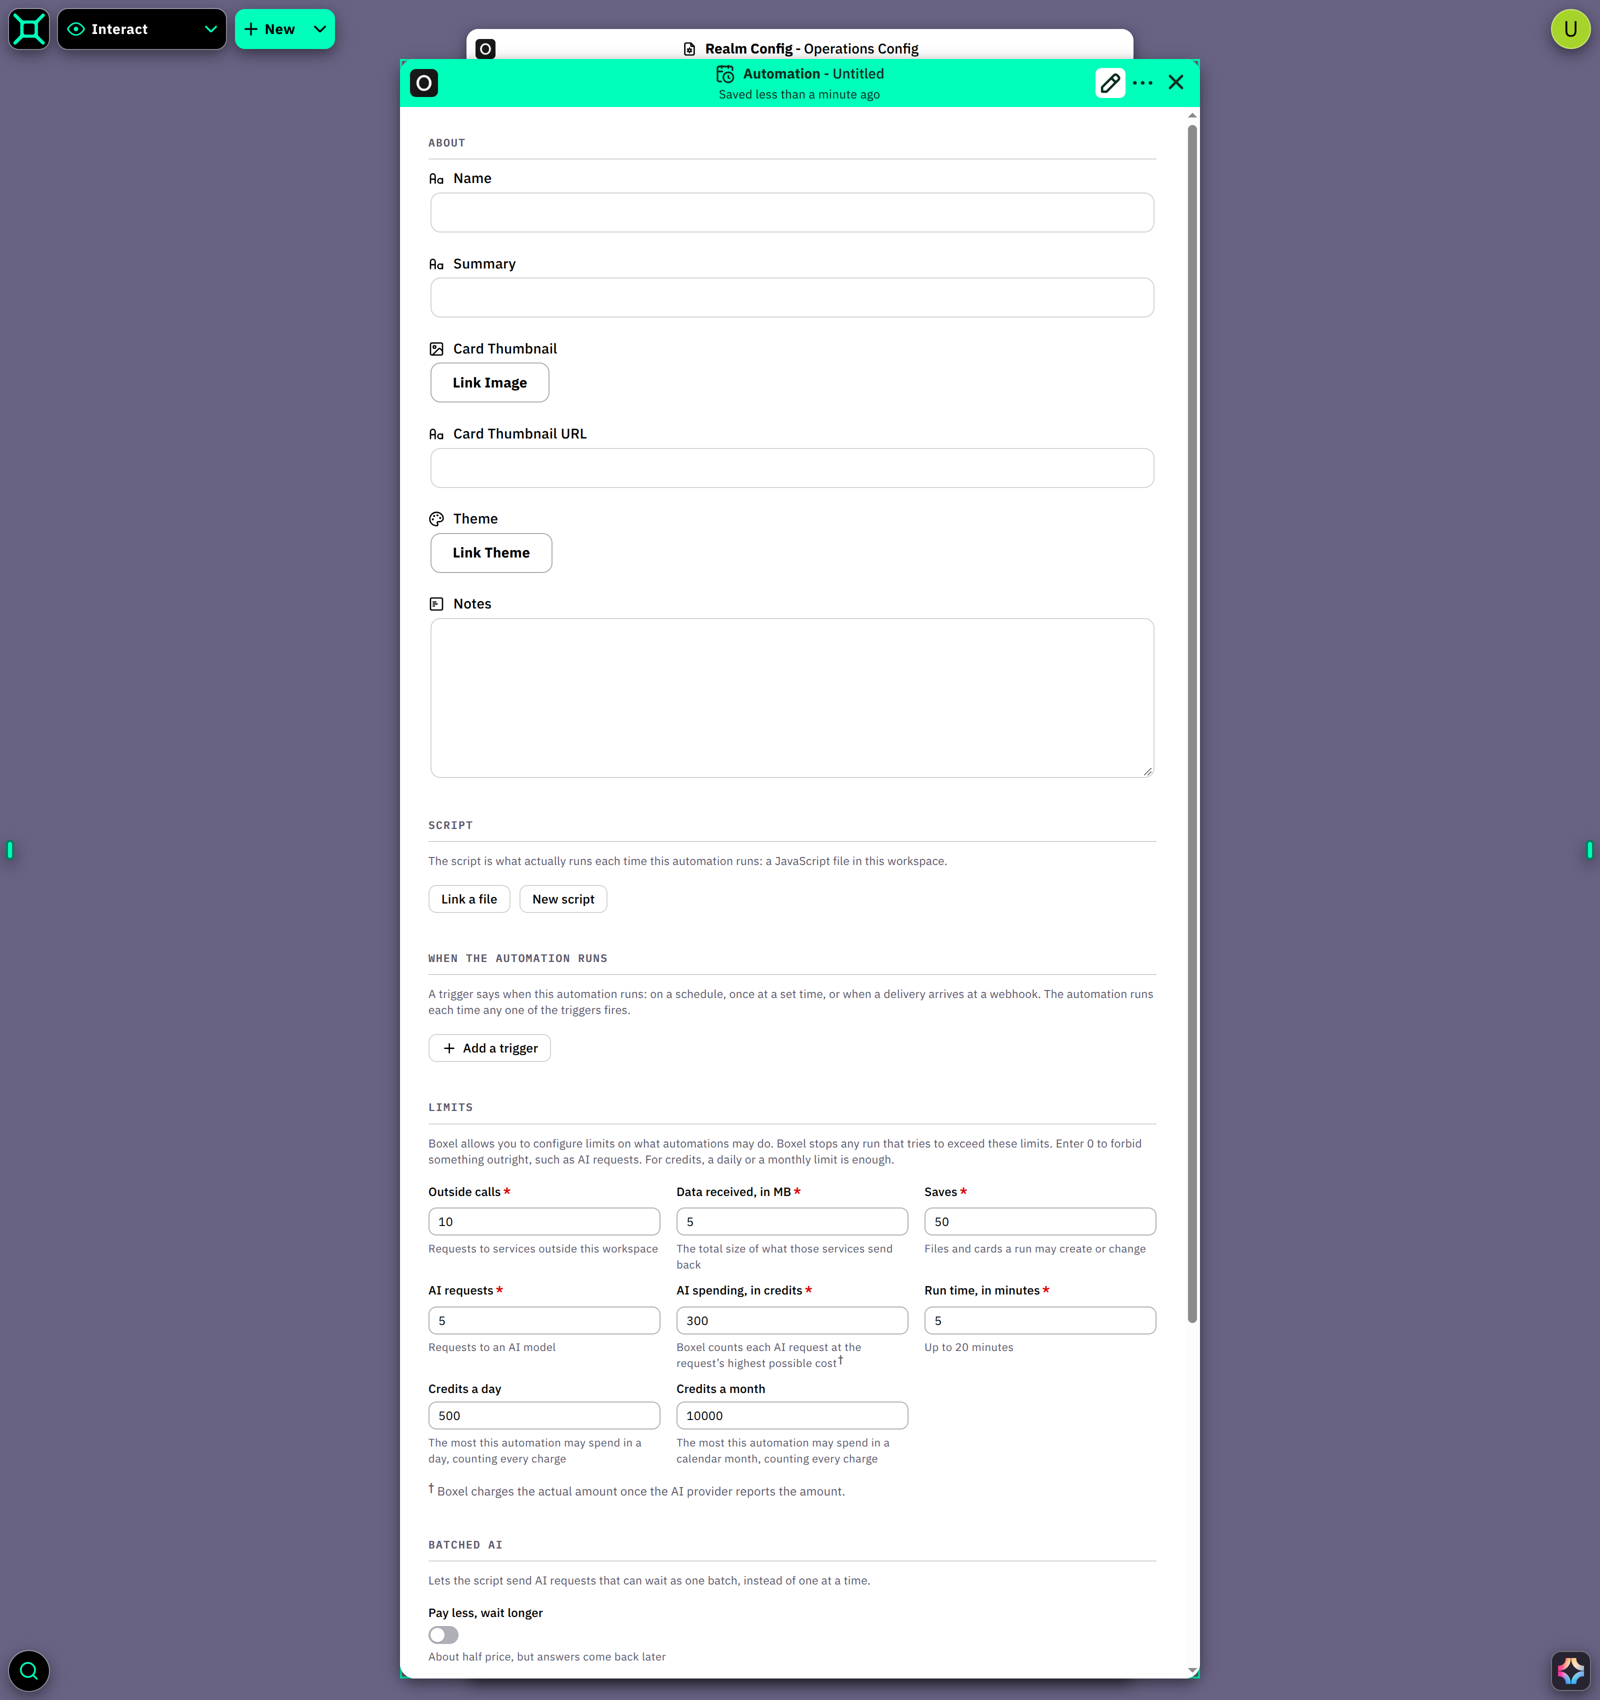 Interact
New
U
Realm Config - Operations Config
Automation - Untitled
Saved less than a minute ago
ABOUT
Name
Summary
Card Thumbnail
Link Image
Card Thumbnail URL
Theme
Link Theme
Notes
SCRIPT
The script is what actually runs each time this automation runs: a JavaScript file in this workspace.
Link a file
New script
WHEN THE AUTOMATION RUNS
A trigger says when this automation runs: on a schedule, once at a set time, or when a delivery arrives at a webhook. The automation runs
each time any one of the triggers fires.
Add a trigger
LIMITS
Boxel allows you to configure limits on what automations may do. Boxel stops any run that tries to exceed these limits. Enter 0 to forbid
something outright, such as AI requests. For credits, a daily or a monthly limit is enough.
Outside calls *
Data received, in MB *
Saves *
10
5
50
Requests to services outside this workspace
The total size of what those services send
back
Files and cards a run may create or change
AI requests *
AI spending, in credits *
Run time, in minutes *
5
300
5
Requests to an AI model
Boxel counts each AI request at the
request's highest possible cost†
Up to 20 minutes
Credits a day
Credits a month
500
10000
The most this automation may spend in a
day, counting every charge
The most this automation may spend in a
calendar month, counting every charge
† Boxel charges the actual amount once the AI provider reports the amount.
BATCHED AI
Lets the script send AI requests that can wait as one batch, instead of one at a time.
Pay less, wait longer
About half price, but answers come back later